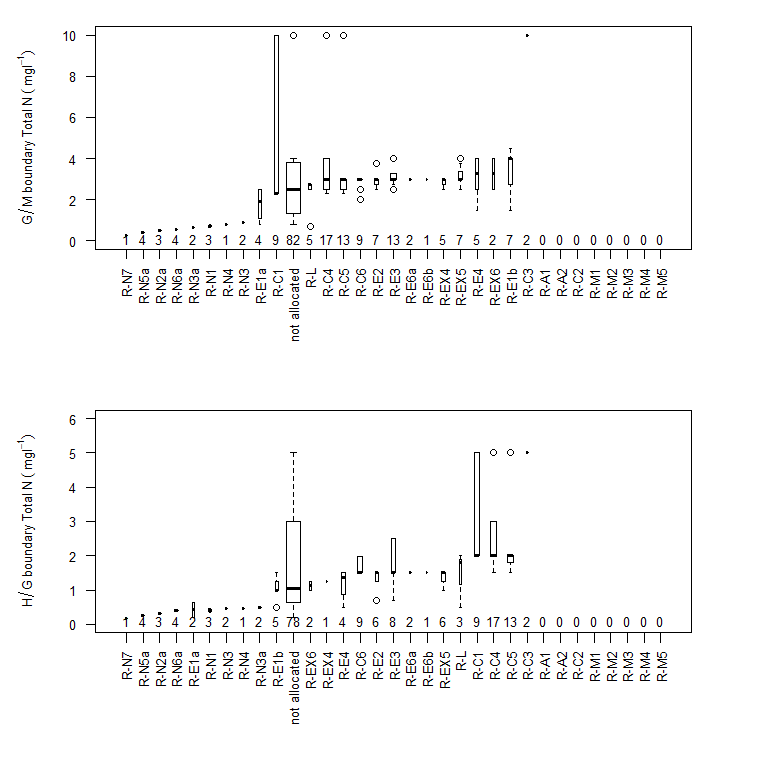 G/M boundary Total N ( mgl⁻¹)
10
8
6
4
2
0
1 4 3 4 2 3 1 2 4 9 82 5 17 13 9 7 13 2 1 5 7 5 2 7 2 0 0 0 0 0 0 0 0
R-N7 R-N5a R-N2a R-N6a R-N3a R-N1 R-N4 R-N3 R-E1a R-C1 not allocated R-L R-C4 R-C5 R-C6 R-E2 R-E3 R-E6a R-E6b R-EX4 R-EX5 R-E4 R-EX6 R-E1b R-C3 R-A1 R-A2 R-C2 R-M1 R-M2 R-M3 R-M4 R-M5
H/G boundary Total N ( mgl⁻¹)
6
5
4
3
2
1
0
1 4 3 4 2 3 2 1 2 5 78 2 1 4 9 6 8 2 1 6 3 9 17 13 2 0 0 0 0 0 0 0 0
R-N7 R-N5a R-N2a R-N6a R-E1a R-N1 R-N3 R-N4 R-N3a R-E1b not allocated R-EX6 R-EX4 R-E4 R-C6 R-E2 R-E3 R-E6a R-E6b R-EX5 R-L R-C1 R-C4 R-C5 R-C3 R-A1 R-A2 R-C2 R-M1 R-M2 R-M3 R-M4 R-M5